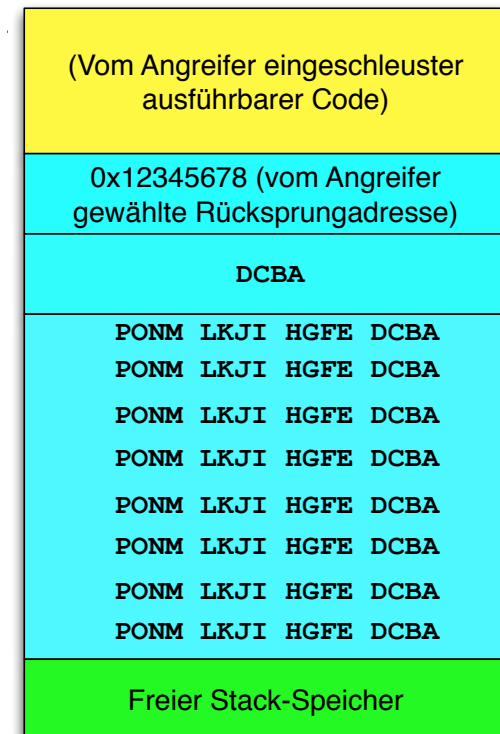 (Vom Angreifer eingeschleuster
ausführbarer Code)
0x12345678 (vom Angreifer
gewählte Rücksprungadresse)
DCBA
PONM LKJI HGFE DCBA
PONM LKJI HGFE DCBA
PONM LKJI HGFE DCBA
PONM LKJI HGFE DCBA
PONM LKJI HGFE DCBA
PONM LKJI HGFE DCBA
PONM LKJI HGFE DCBA
PONM LKJI HGFE DCBA
Freier Stack-Speicher